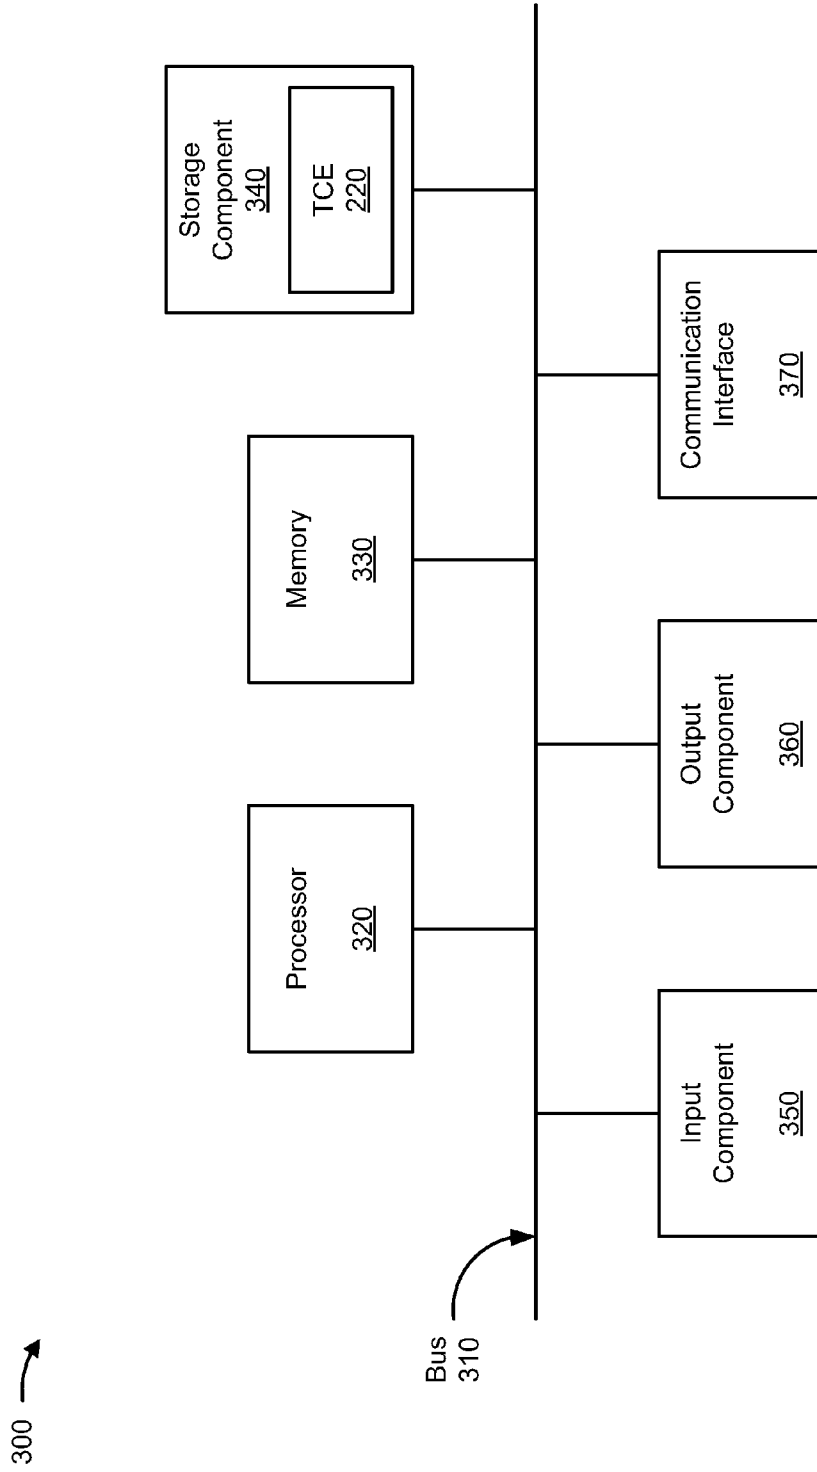 300
Bus
310
Processor
320
Memory
330
Storage
Component
340
TCE
220
Input
Component
350
Output
Component
360
Communication
Interface
370